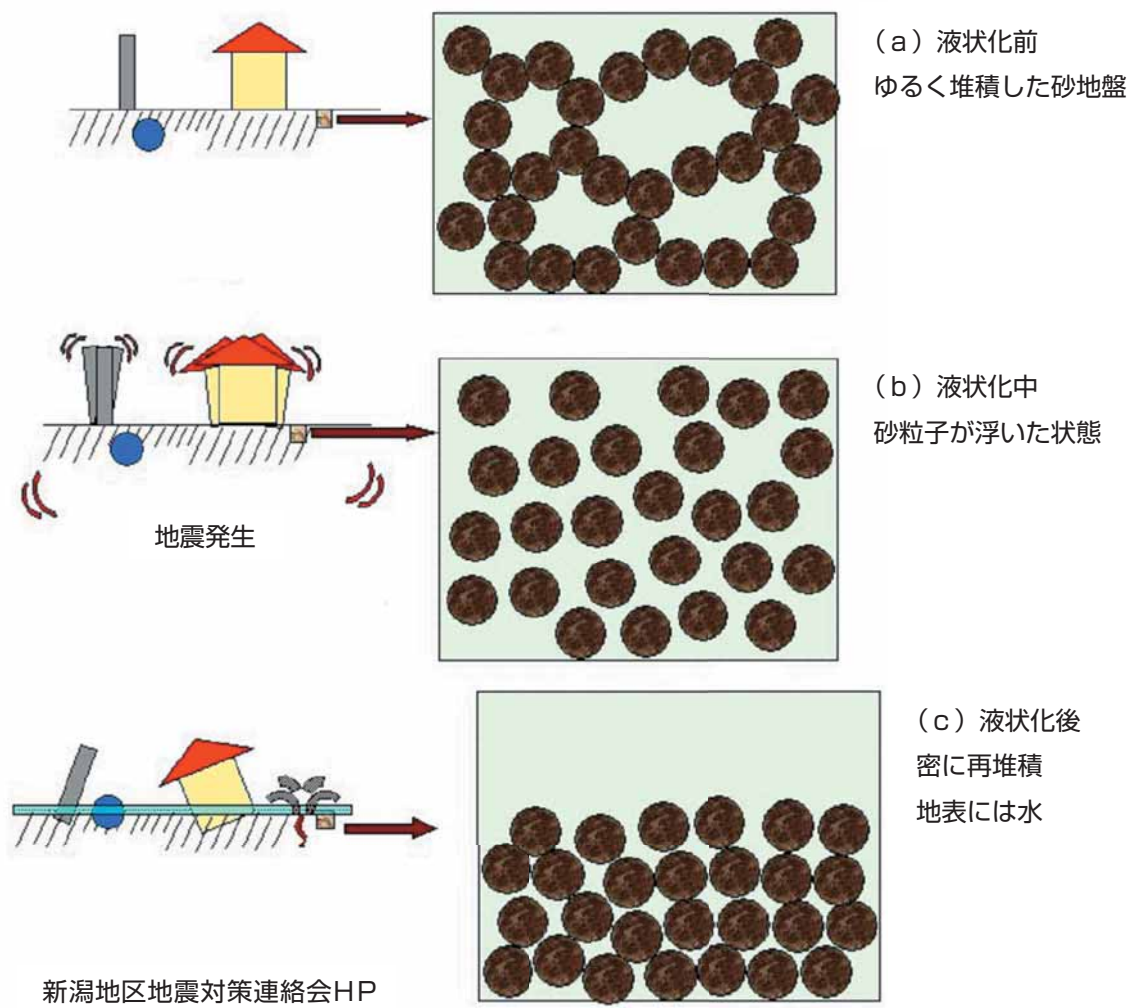 （a）液状化前
ゆるく堆積した砂地盤
（b）液状化中
砂粒子が浮いた状態
地震発生
（c）液状化後
密に再堆積
地表には水
新潟地区地震対策連絡会HP